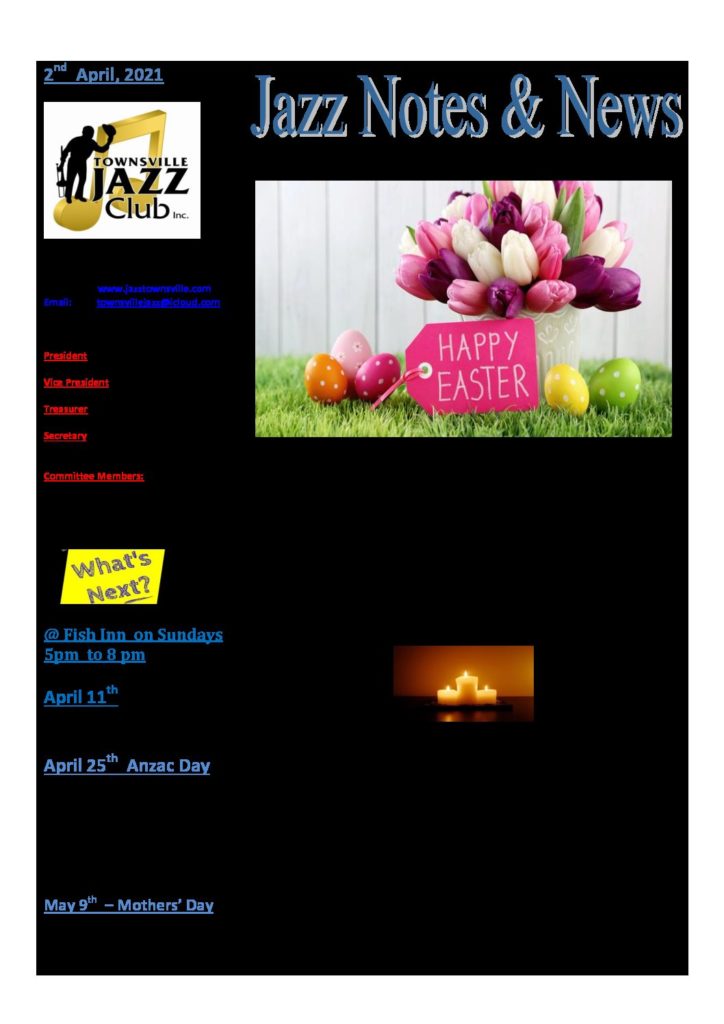 2nd April, 2021
Jazz Notes & News
TOWNSVILLE
JAZZ
Club Inc.
www.jazztownsville.com
Email: townsvillejazz@icloud.com
HAPPY
EASTER
President
Vice President
Treasurer
Secretary
Committee Members:
What's
Next?
@ Fish Inn on Sundays
5pm to 8 pm
April 11th
April 25th Anzac Day
May 9th – Mothers' Day